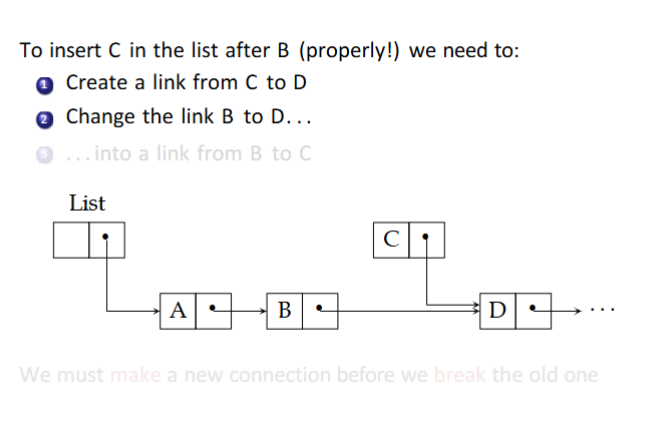 To insert C in the list after B (properly!) we need to:
1 Create a link from C to D
2 Change the link B to D...
3 ...into a link from B to C
List
C
A B D ...
We must make a new connection before we break the old one